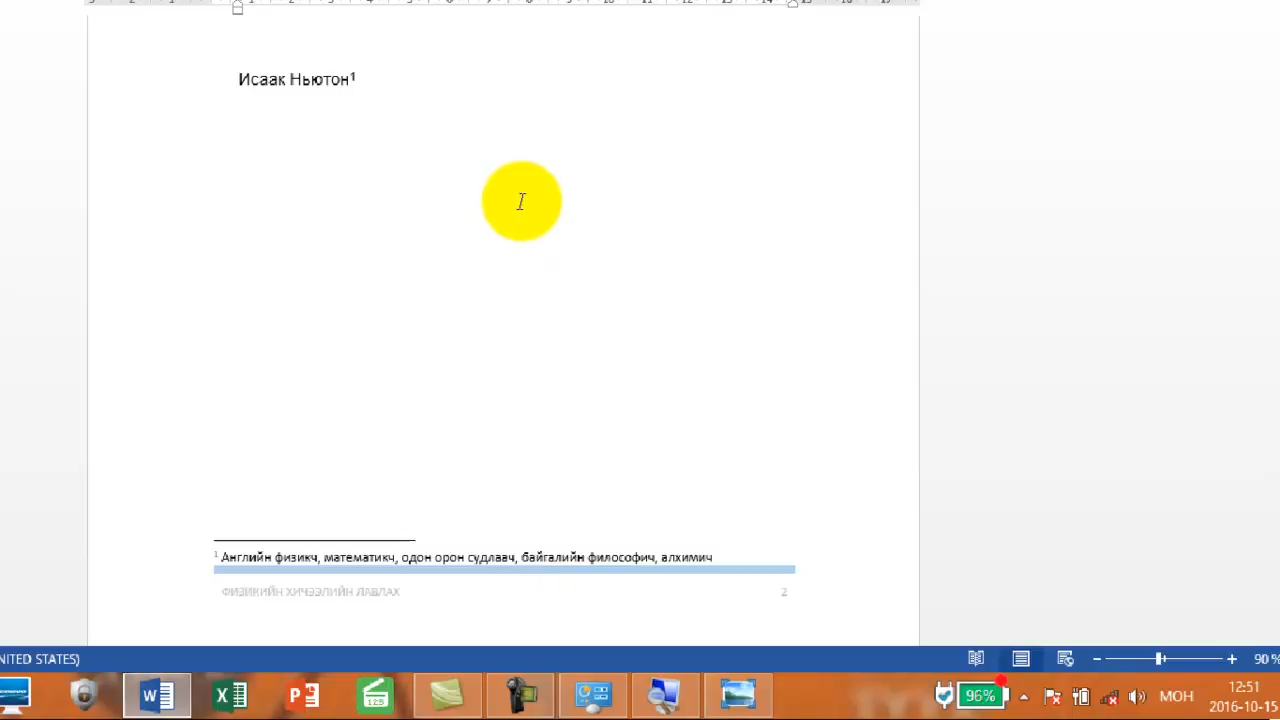 Исаак Ньютон¹
¹ Английн физикч, математикч, одон орон судлавч, байгалийн философич, алхимич
ФИЗИКИЙН ХИЧЭЭЛИЙН ЛАВЛАХ 2
NITED STATES) 90 %
96% МОН 12:51
2016-10-15